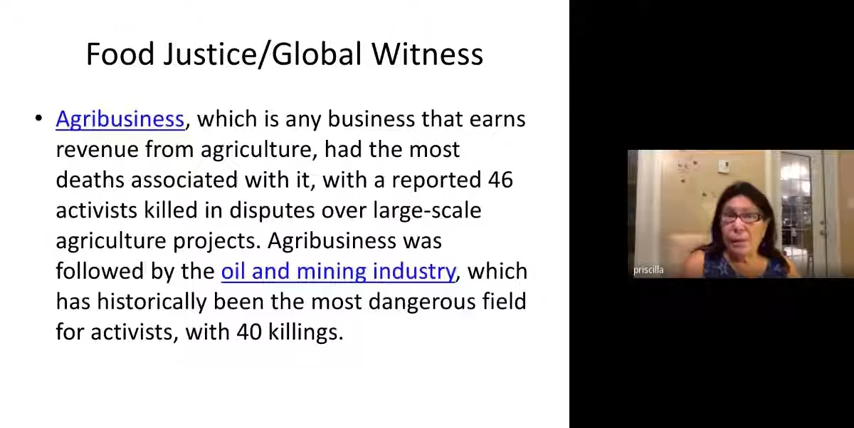 Food Justice/Global Witness
• Agribusiness, which is any business that earns
revenue from agriculture, had the most
deaths associated with it, with a reported 46
activists killed in disputes over large-scale
agriculture projects. Agribusiness was
followed by the oil and mining industry, which
has historically been the most dangerous field
for activists, with 40 killings.
priscilla